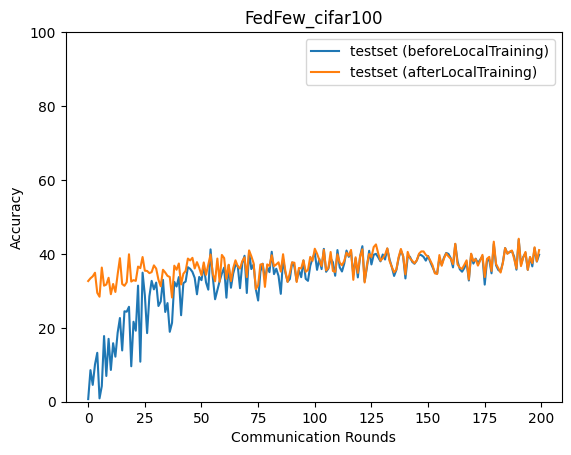 FedFew_cifar100
testset (beforeLocalTraining)
testset (afterLocalTraining)
100
80
60
40
20
0
Accuracy
0 25 50 75 100 125 150 175 200
Communication Rounds